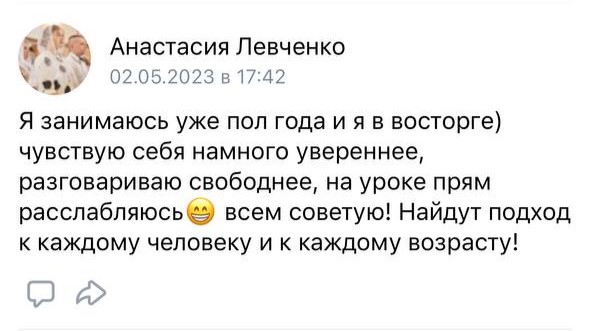 Анастасия Левченко
02.05.2023 в 17:42
Я занимаюсь уже пол года и я в восторге)
чувствую себя намного увереннее,
разговариваю свободнее, на уроке прям
расслабляюсь😁 всем советую! Найдут подход
к каждому человеку и к каждому возрасту!